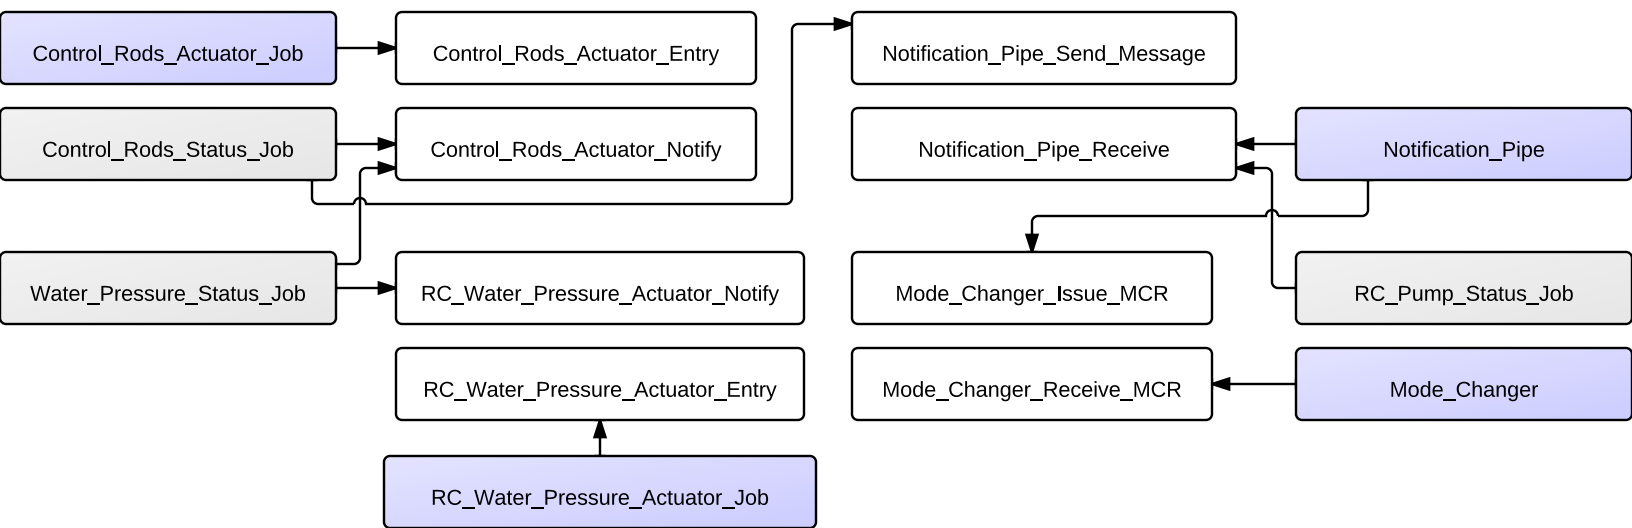 Control_Rods_Actuator_Job
Control_Rods_Actuator_Entry
Notification_Pipe_Send_Message
Control_Rods_Status_Job
Control_Rods_Actuator_Notify
Notification_Pipe_Receive
Notification_Pipe
Water_Pressure_Status_Job
RC_Water_Pressure_Actuator_Notify
Mode_Changer_Issue_MCR
RC_Pump_Status_Job
RC_Water_Pressure_Actuator_Entry
Mode_Changer_Receive_MCR
Mode_Changer
RC_Water_Pressure_Actuator_Job